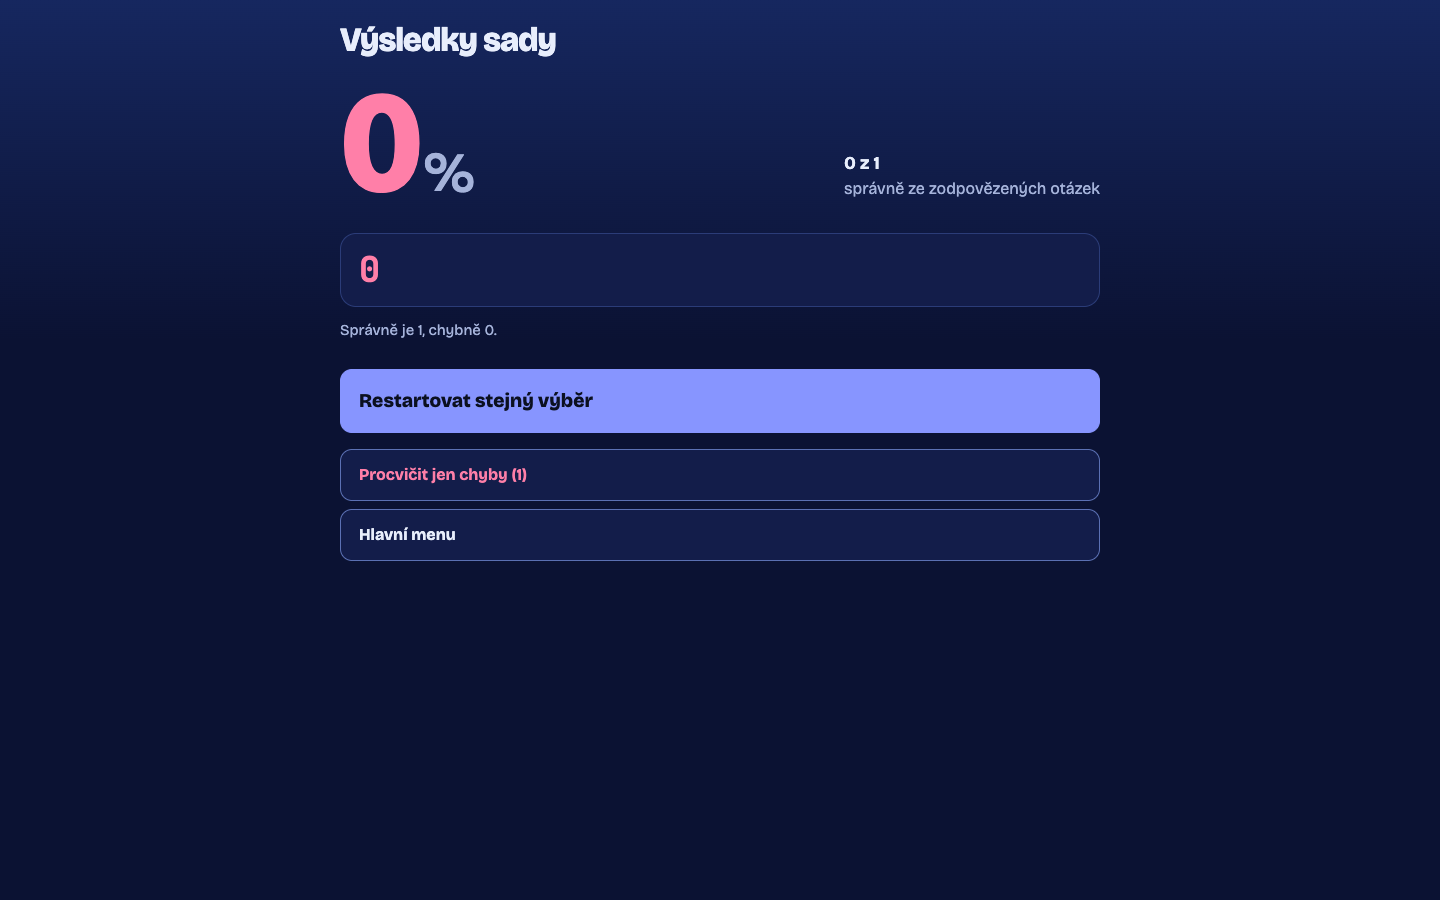 Výsledky sady
0%
0 z 1
správně ze zodpovězených otázek
0
Správně je 1, chybně 0.
Restartovat stejný výběr
Procvičit jen chyby (1)
Hlavní menu